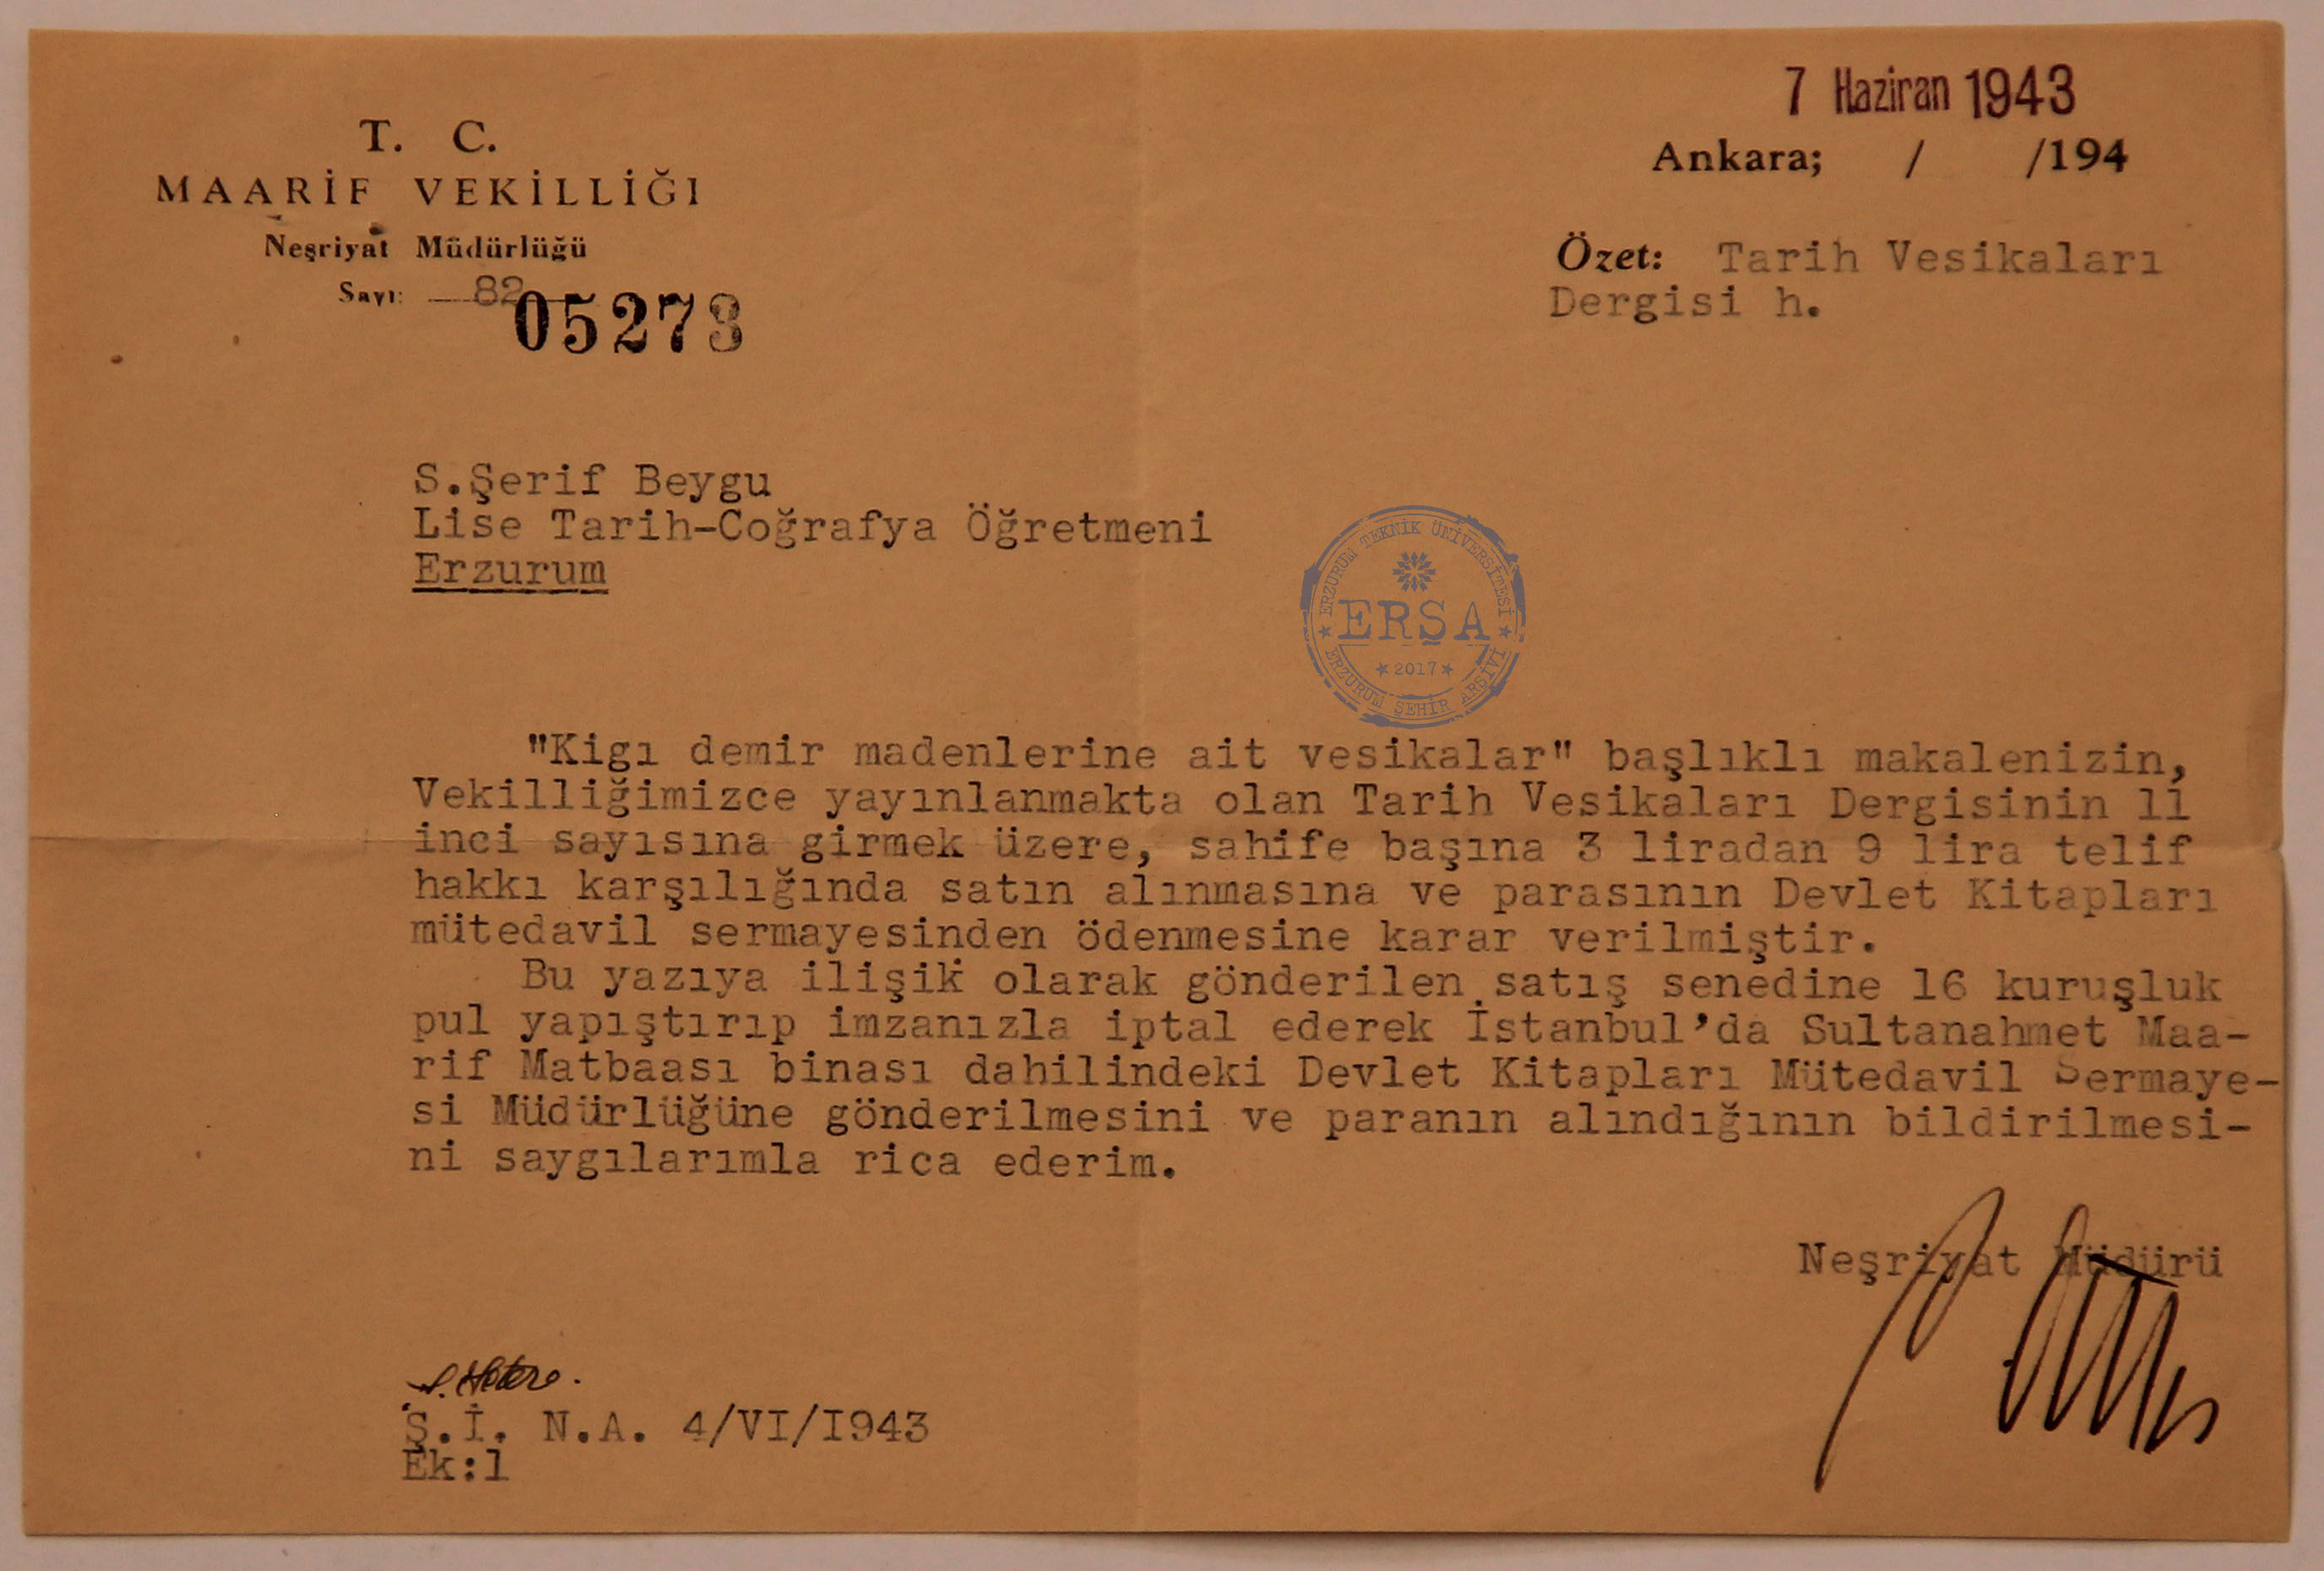 7 Haziran 1943
T. C.
MAARİF VEKİLLİĞİ
Neşriyat Müdürlüğü
Sayı: 82
05273
Ankara; / /194
Özet: Tarih Vesikaları
Dergisi h.
S.Şerif Beygu
Lise Tarih-Coğrafya Öğretmeni
Erzurum
ERZURUM TEKNİK ÜNİVERSİTESİ
ERŞA
2017
ERZURUM ŞEHİR ARŞİVİ
"Kigı demir madenlerine ait vesikalar" başlıklı makalenizin,
Vekilliğimizce yayınlanmakta olan Tarih Vesikaları Dergisinin 11
inci sayısına girmek üzere, sahife başına 3 liradan 9 lira telif
hakkı karşılığında satın alınmasına ve parasının Devlet Kitapları
mütedavil sermayesinden ödenmesine karar verilmiştir.
Bu yazıya ilişik olarak gönderilen satış senedine 16 kuruşluk
pul yapıştırıp imzanızla iptal ederek İstanbul'da Sultanahmet Maa-
rif Matbaası binası dahilindeki Devlet Kitapları Mütedavil Sermaye-
si Müdürlüğüne gönderilmesini ve paranın alındığının bildirilmesi-
ni saygılarımla rica ederim.
Neşriyat Müdürü
Ş.İ. N.A. 4/VI/I943
Ek:1